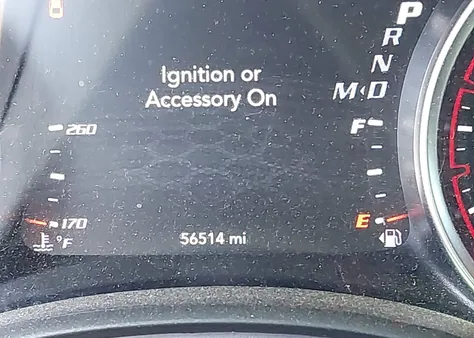 P
R
N
Ignition or
Accessory On
M D
F
260
E
170
°F
56514 mi